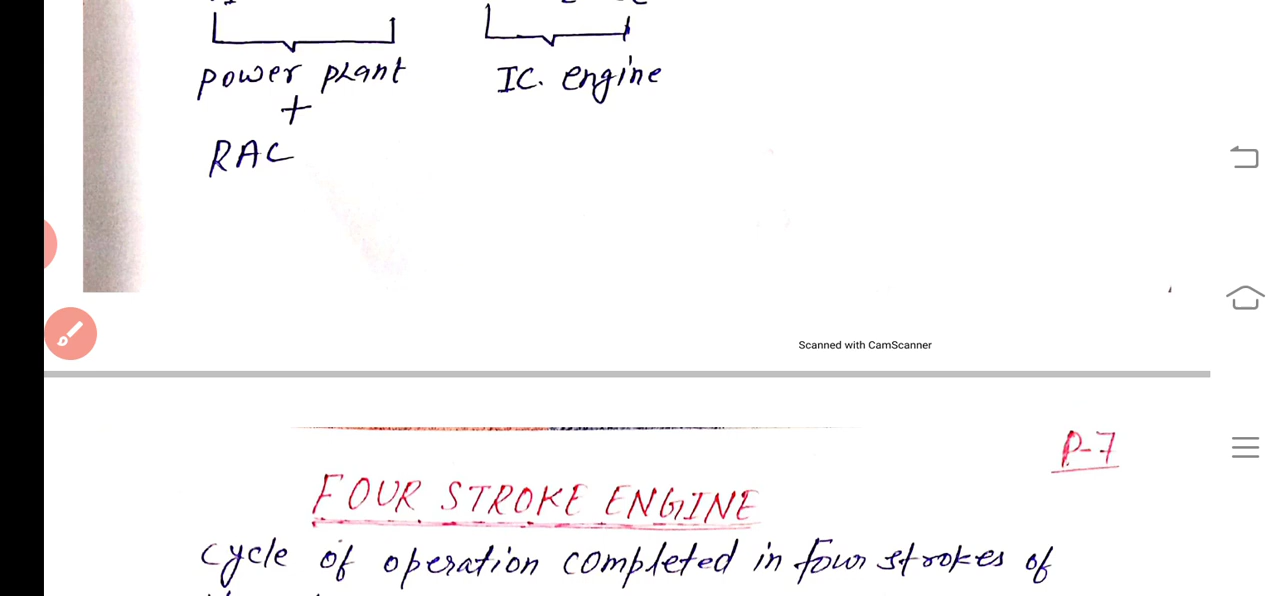 Power plant IC. engine
+
RAC
Scanned with CamScanner
P-7
FOUR STROKE ENGINE
cycle of operation completed in four strokes of